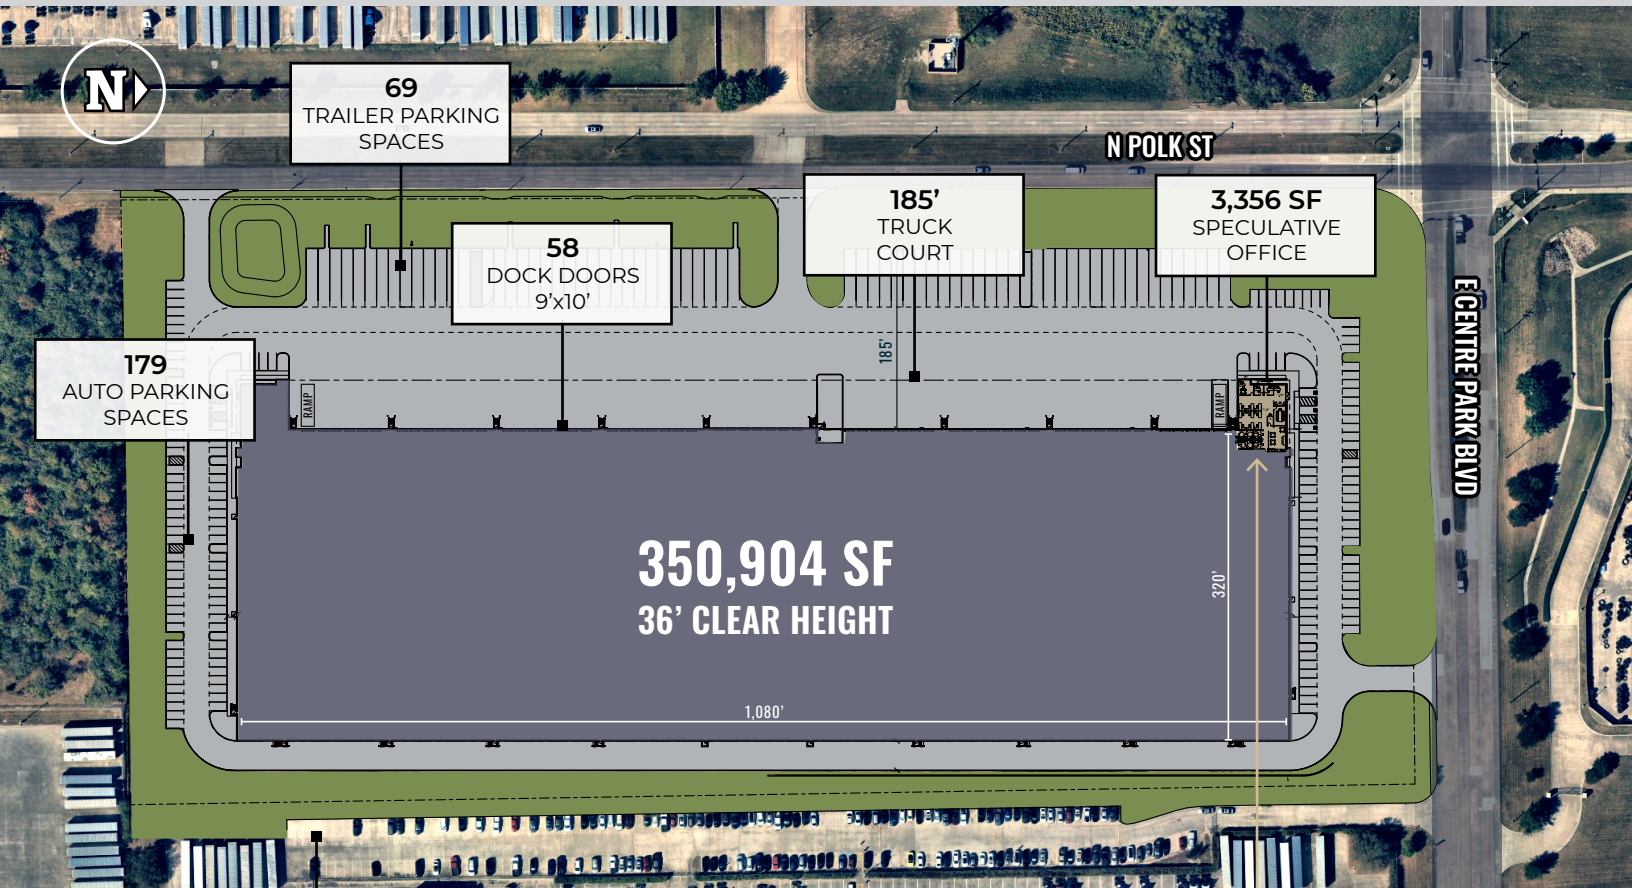 N
69
TRAILER PARKING
SPACES
N POLK ST
185’
TRUCK
COURT
3,356 SF
SPECULATIVE
OFFICE
58
DOCK DOORS
9’x10’
E CENTRE PARK BLVD
185’
179
AUTO PARKING
SPACES
RAMP
RAMP
350,904 SF
36’ CLEAR HEIGHT
320’
1,080’